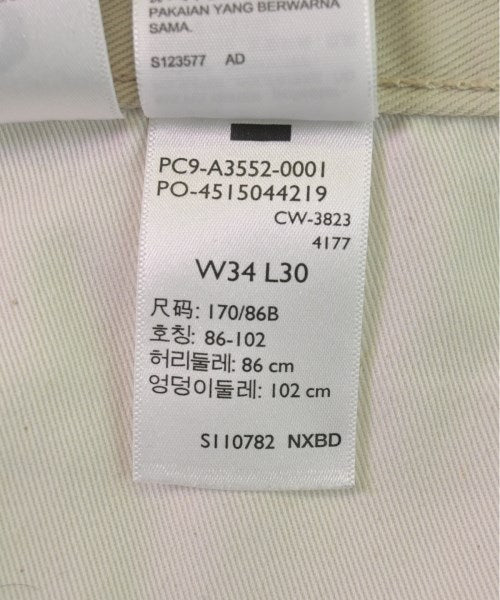 PAKAIAN YANG BERWARNA
SAMA.
S123577 AD
PC9-A3552-0001
PO-4515044219
CW-3823
4177
W34 L30
尺码: 170/86B
호칭: 86-102
허리둘레: 86 cm
엉덩이둘레: 102 cm
S110782 NXBD